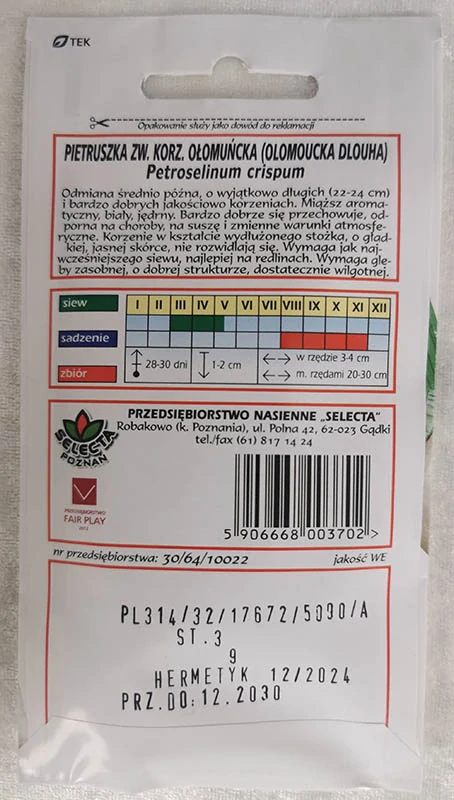 TEK
Opakowanie służy jako dowód do reklamacji
PIETRUSZKA ZW. KORZ. OŁOMUŃCKA (OLOMOUCKA DLOUHA)
Petroselinum crispum
Odmiana średnio późna, o wyjątkowo długich (22-24 cm)
i bardzo dobrych jakościowo korzeniach. Miąższ aroma-
tyczny, biały, jędrny. Bardzo dobrze się przechowuje, od-
porna na choroby, na suszę i zmienne warunki atmosfe-
ryczne. Korzenie w kształcie wydłużonego stożka, o gład-
kiej, jasnej skórce, nie rozwidlają się. Wymaga jak naj-
wcześniejszego siewu, najlepiej na redlinach. Wymaga gle-
by zasobnej, o dobrej strukturze, dostatecznie wilgotnej.
siew I II III IV V VI VII VIII IX X XI XII
sadzenie
zbiór 28-30 dni 1-2 cm w rzędzie 3-4 cm
m. rzędami 20-30 cm
PRZEDSIĘBIORSTWO NASIENNE „SELECTA"
Robakowo (k. Poznania), ul. Polna 42, 62-023 Gądki
tel./fax (61) 817 14 24
SELECTA
POZNAŃ
PRZEDSIĘBIORSTWO
FAIR PLAY
2012
5 906668 003702 >
nr przedsiębiorstwa: 30/64/10022 jakość WE
PL314/32/17672/5090/A
ST.3
9
HERMETYK 12/2024
PRZ.DO:12.2030